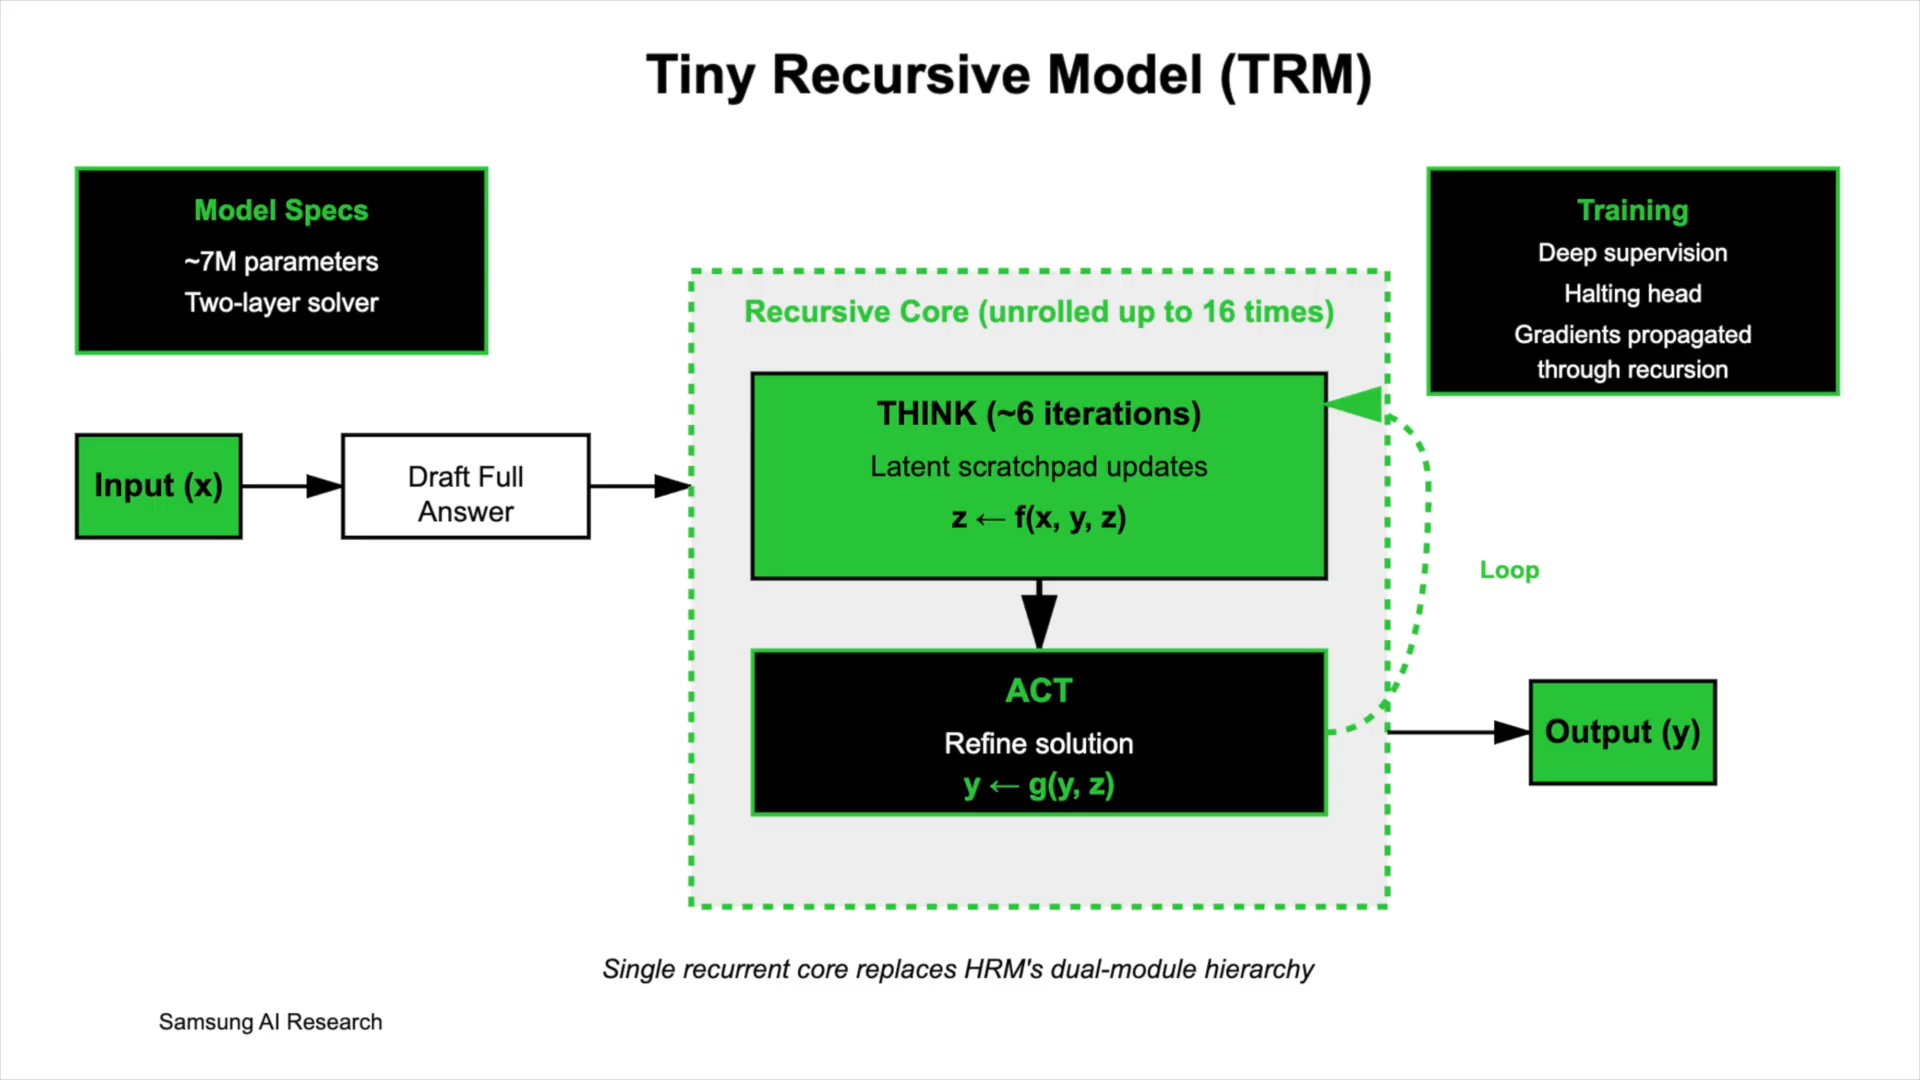 Tiny Recursive Model (TRM)
Model Specs
~7M parameters
Two-layer solver
Training
Deep supervision
Halting head
Gradients propagated
through recursion
Recursive Core (unrolled up to 16 times)
Input (x)
Draft Full
Answer
THINK (~6 iterations)
Latent scratchpad updates
z ← f(x, y, z)
Loop
ACT
Refine solution
y ← g(y, z)
Output (y)
Single recurrent core replaces HRM's dual-module hierarchy
Samsung AI Research